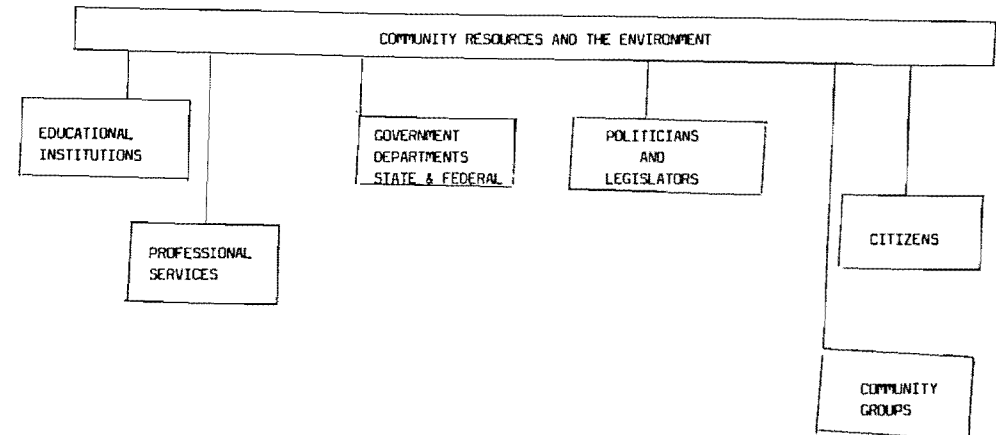 COMMUNITY RESOURCES AND THE ENVIRONMENT
EDUCATIONAL
INSTITUTIONS
GOVERNMENT
DEPARTMENTS
STATE & FEDERAL
POLITICIANS
AND
LEGISLATORS
PROFESSIONAL
SERVICES
CITIZENS
COMMUNITY
GROUPS